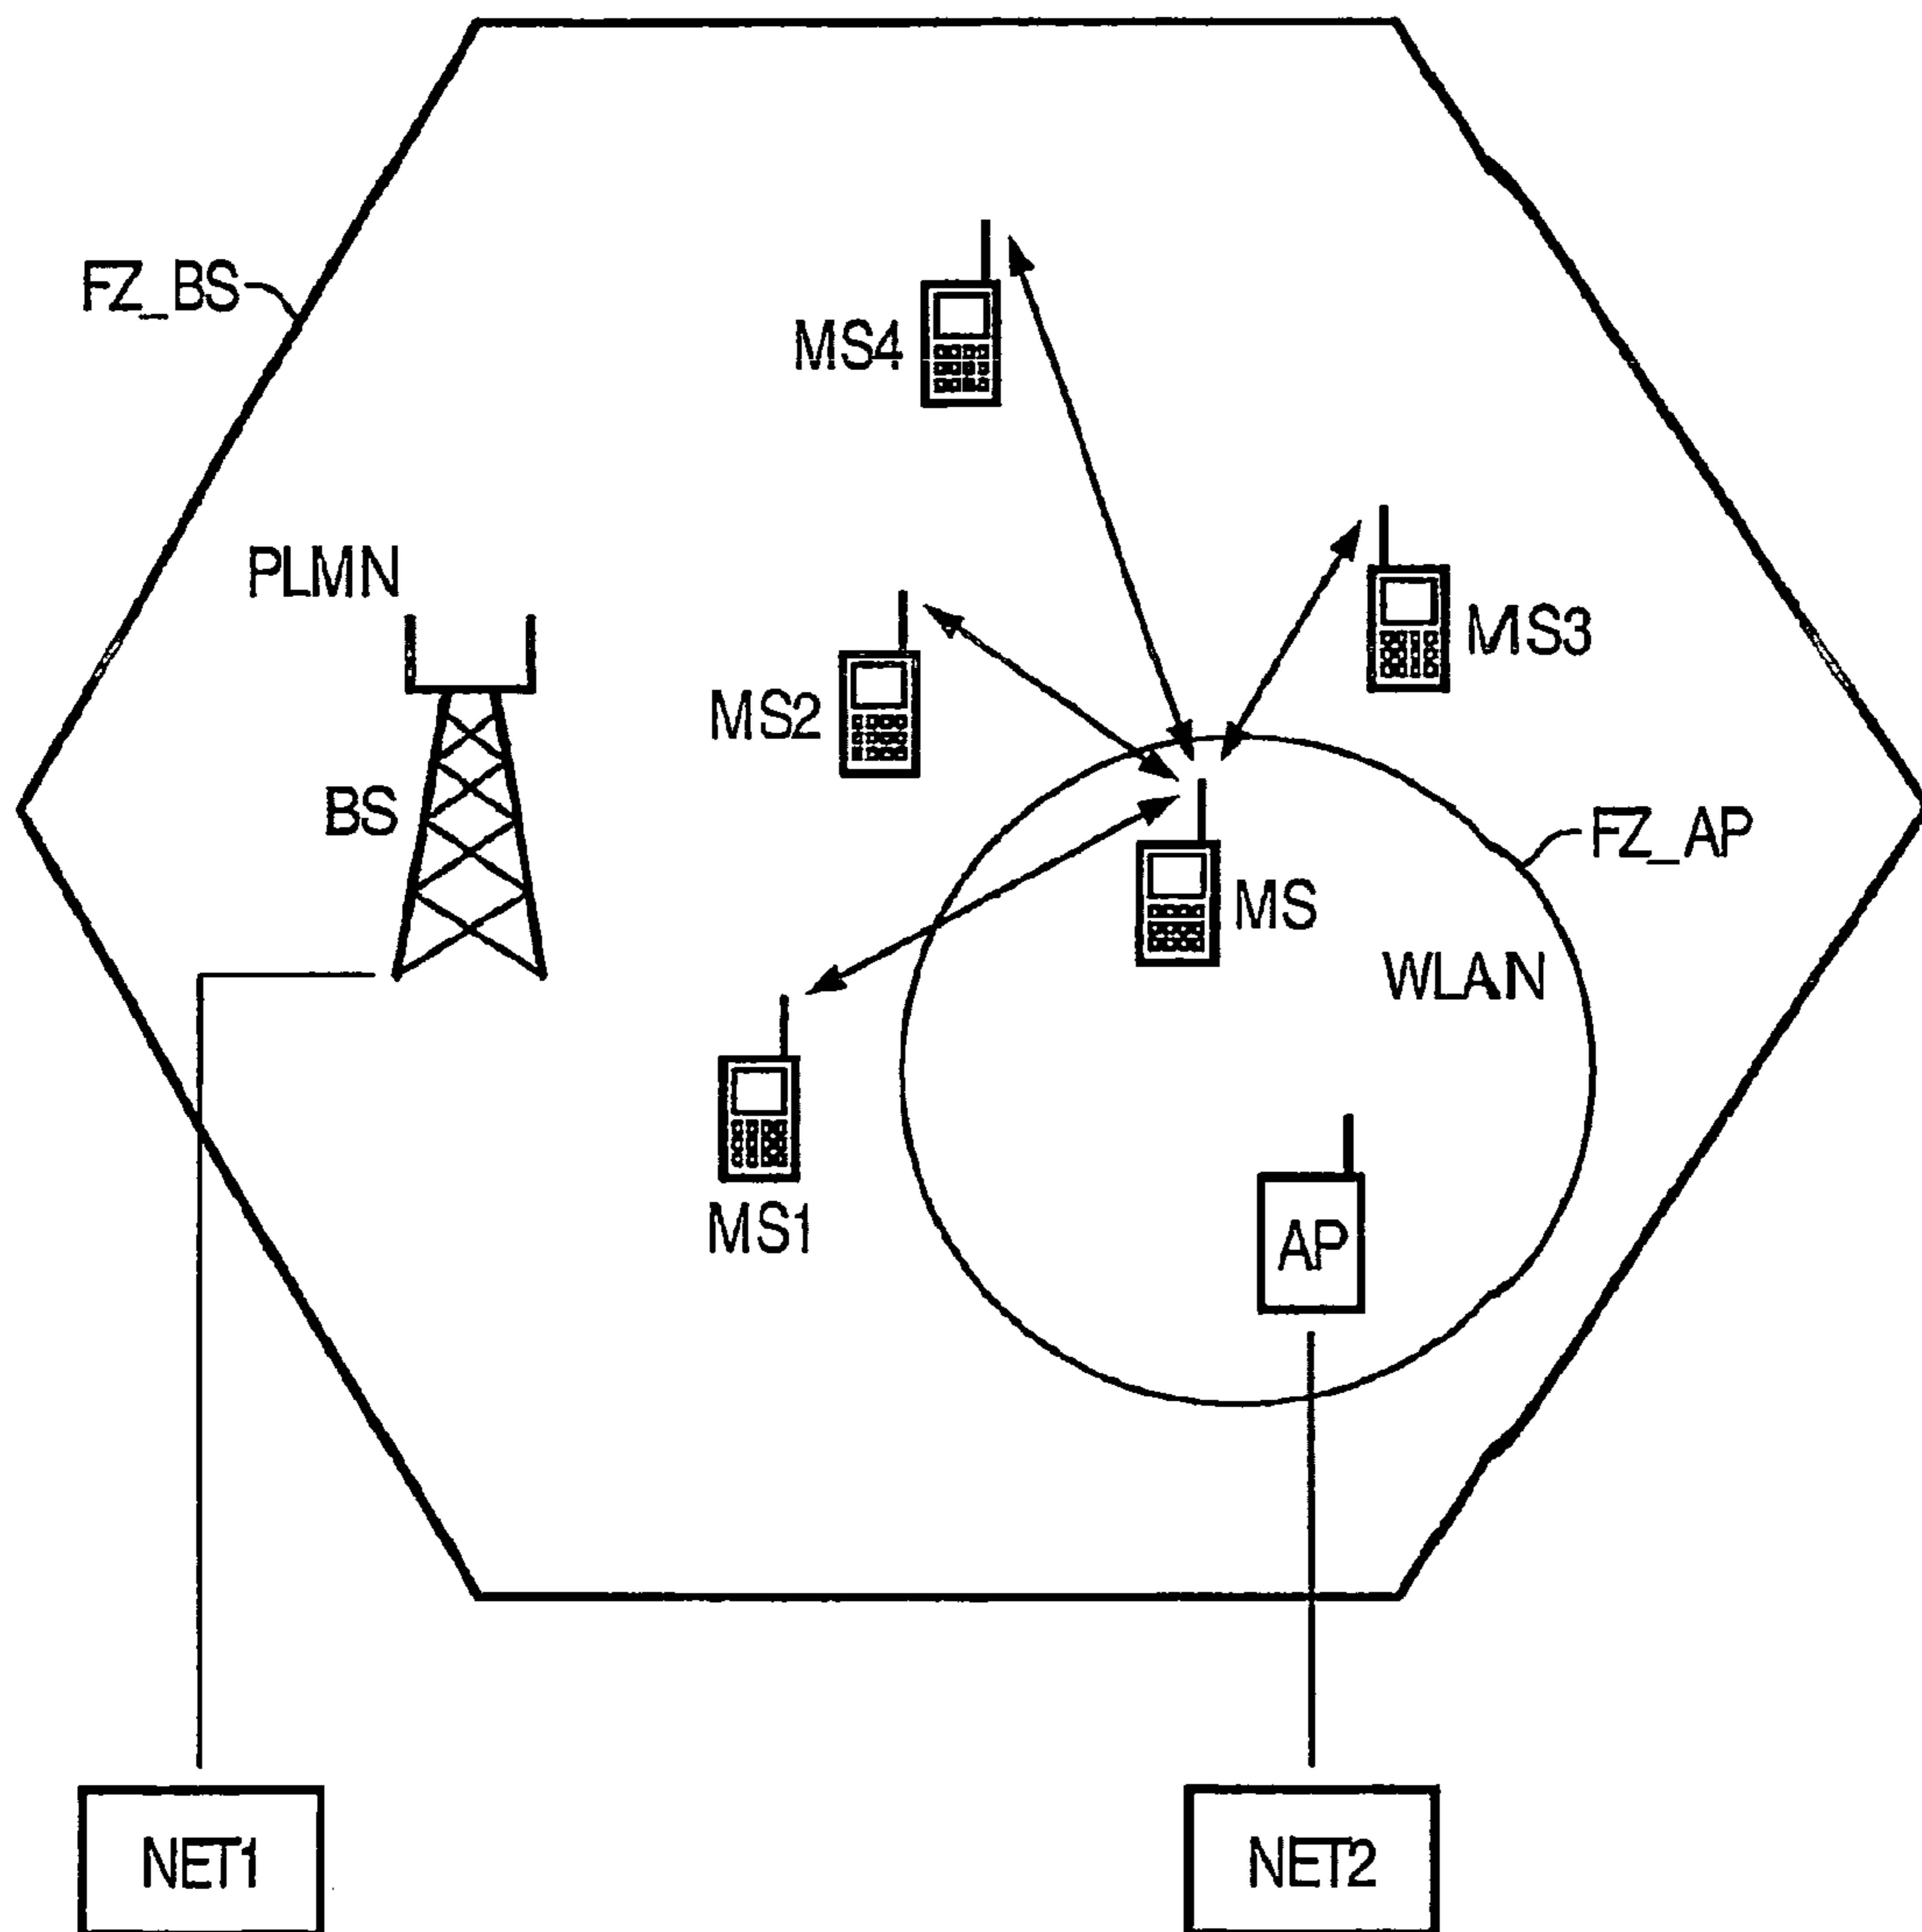 FZ_BS
MS4
PLMN
MS3
MS2
BS
FZ_AP
MS
WLAN
MS1
AP
NET1
NET2